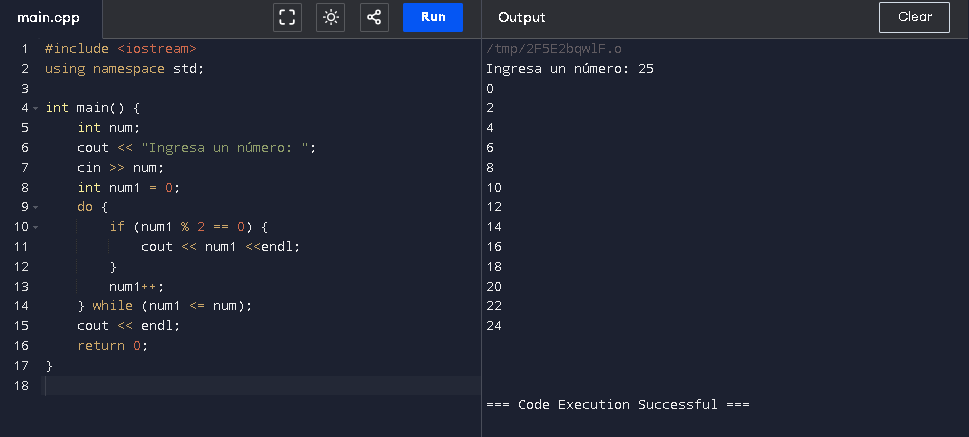 main.cpp
Run
Output
Clear
1 #include <iostream>
2 using namespace std;
3
4 int main() {
5     int num;
6     cout << "Ingresa un número: ";
7     cin >> num;
8     int num1 = 0;
9     do {
10         if (num1 % 2 == 0) {
11             cout << num1 <<endl;
12         }
13         num1++;
14     } while (num1 <= num);
15     cout << endl;
16     return 0;
17 }
18
/tmp/2F5E2bqwlF.o
Ingresa un número: 25
0
2
4
6
8
10
12
14
16
18
20
22
24
=== Code Execution Successful ===